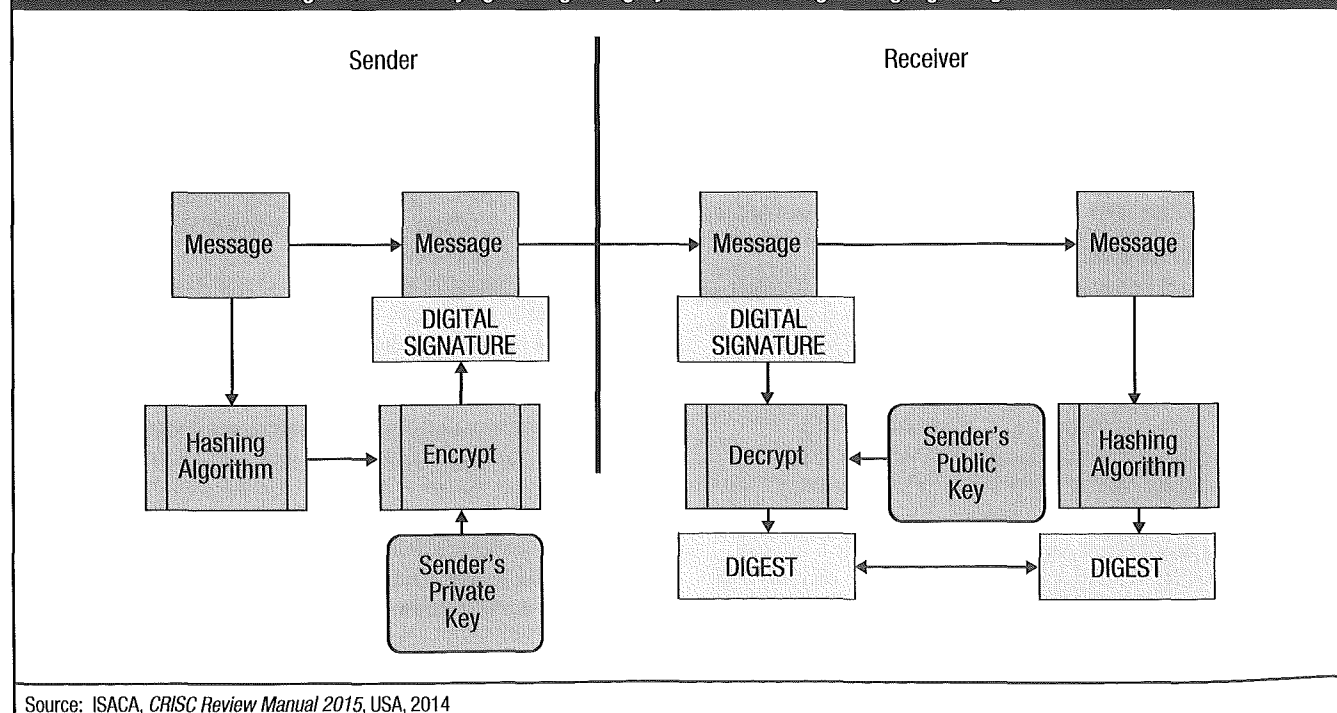 Sender
Receiver
Message
Message
Message
Message
DIGITAL
SIGNATURE
DIGITAL
SIGNATURE
Hashing
Algorithm
Encrypt
Decrypt
Sender's
Public
Key
Hashing
Algorithm
Sender's
Private
Key
DIGEST
DIGEST
Source: ISACA, CRISC Review Manual 2015, USA, 2014